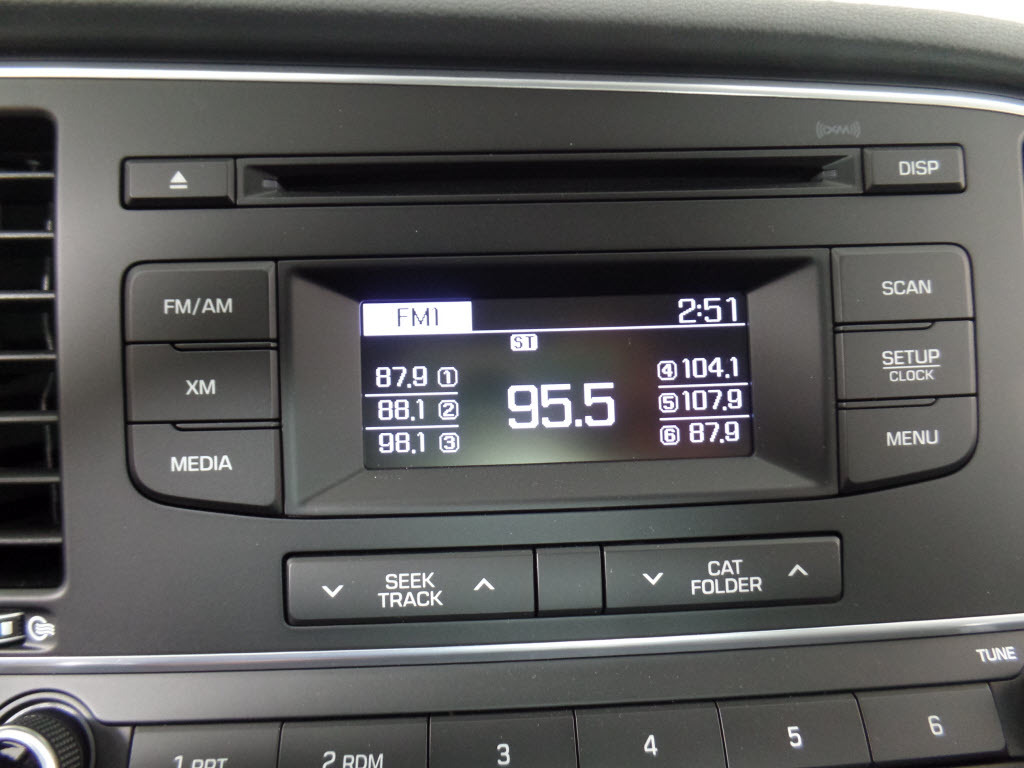 ((XM))
DISP
FM/AM
XM
MEDIA
FM1 2:51
ST
87.9 1
88.1 2
98.1 3
95.5
4 104.1
5 107.9
6 87.9
SCAN
SETUP
CLOCK
MENU
SEEK
TRACK
CAT
FOLDER
TUNE
1 RPT
2 RDM
3
4
5
6